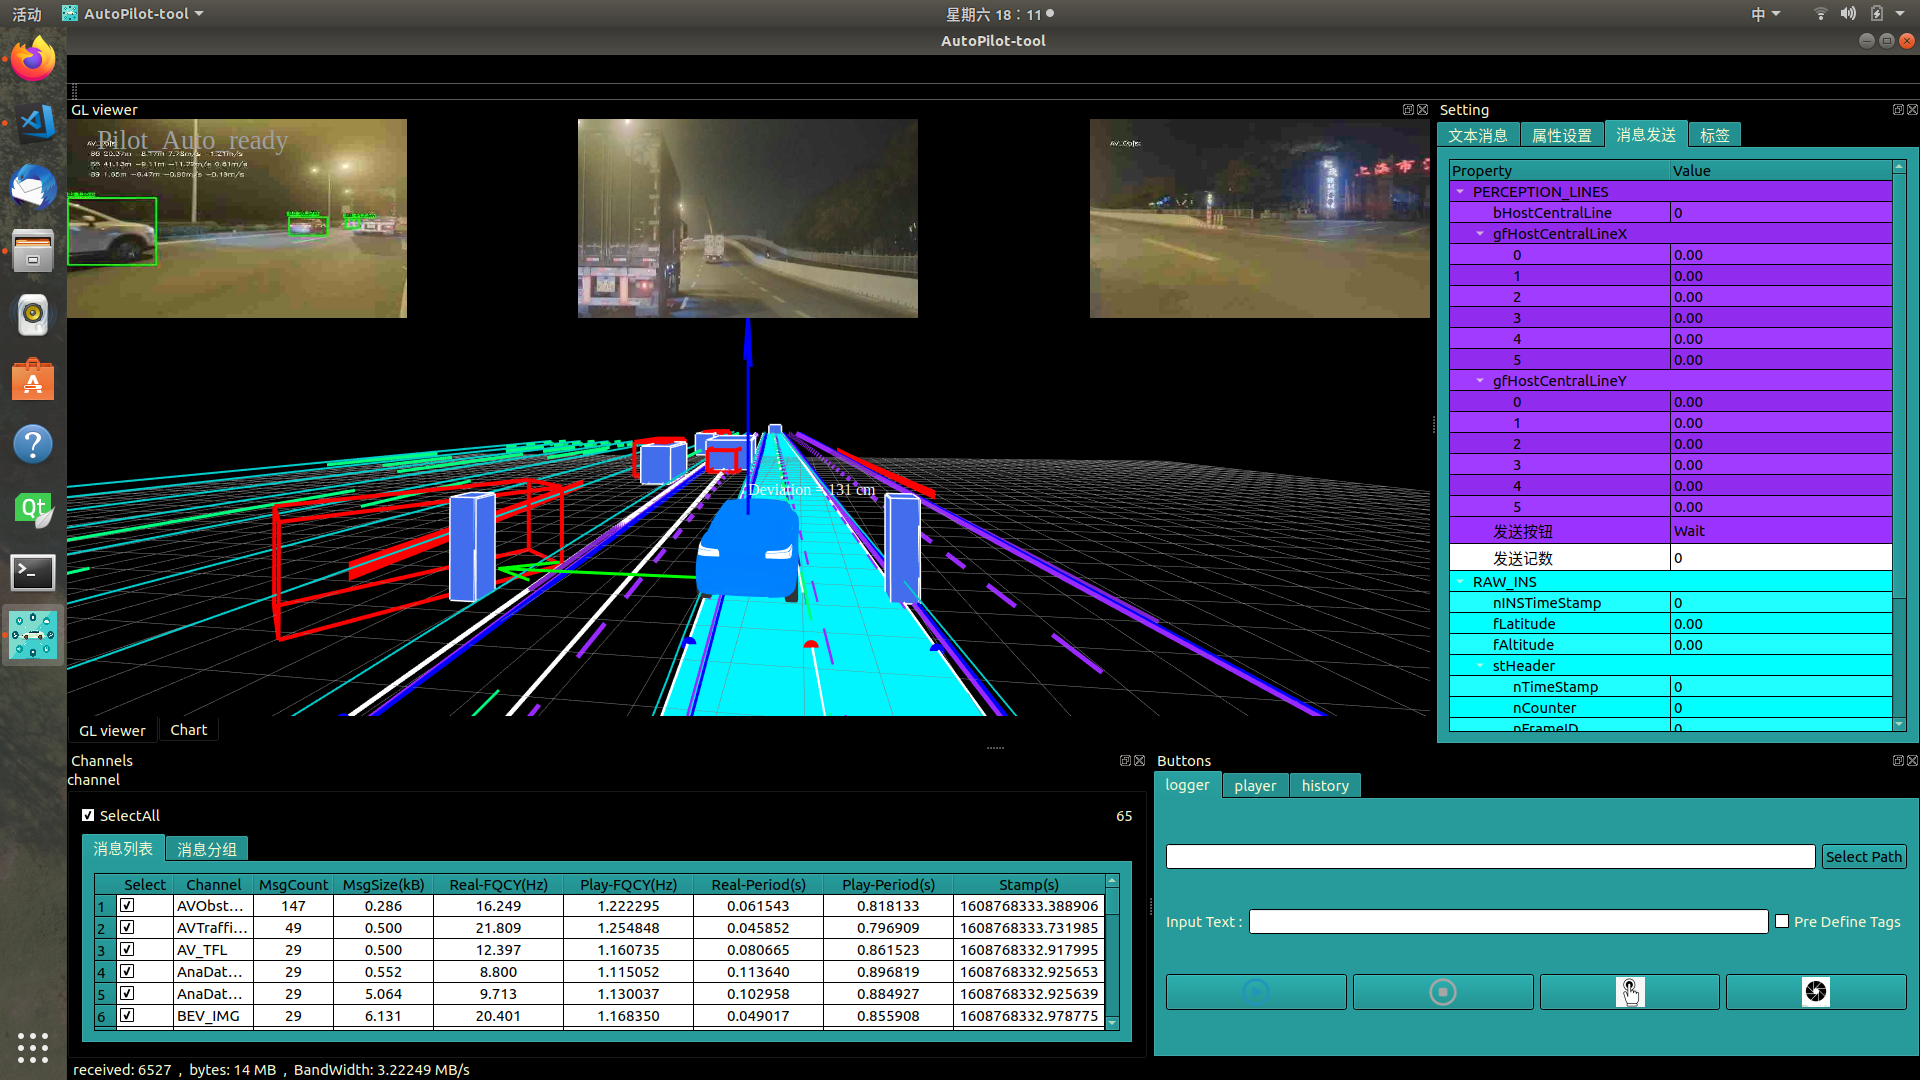 活动 AutoPilot-tool 星期六 18：11 中
AutoPilot-tool
GL viewer
Pilot_Auto_ready
AV_Objs:
GL viewer Chart
Deviation = 131 cm
Setting
文本消息 属性设置 消息发送 标签
Property Value
PERCEPTION_LINES
bHostCentralLine 0
gfHostCentralLineX
0 0.00
1 0.00
2 0.00
3 0.00
4 0.00
5 0.00
gfHostCentralLineY
0 0.00
1 0.00
2 0.00
3 0.00
4 0.00
5 0.00
发送按钮 Wait
发送记数 0
RAW_INS
nINSTimeStamp 0
fLatitude 0.00
fAltitude 0.00
stHeader
nTimeStamp 0
nCounter 0
nFrameID 0
Channels
channel
SelectAll 65
消息列表 消息分组
Select Channel MsgCount MsgSize(kB) Real-FQCY(Hz) Play-FQCY(Hz) Real-Period(s) Play-Period(s) Stamp(s)
1 AVObst... 147 0.286 16.249 1.222295 0.061543 0.818133 1608768333.388906
2 AVTraffi... 49 0.500 21.809 1.254848 0.045852 0.796909 1608768333.731985
3 AV_TFL 29 0.500 12.397 1.160735 0.080665 0.861523 1608768332.917995
4 AnaDat... 29 0.552 8.800 1.115052 0.113640 0.896819 1608768332.925653
5 AnaDat... 29 5.064 9.713 1.130037 0.102958 0.884927 1608768332.925639
6 BEV_IMG 29 6.131 20.401 1.168350 0.049017 0.855908 1608768332.978775
received: 6527 , bytes: 14 MB , BandWidth: 3.22249 MB/s
Buttons
logger player history
Select Path
Input Text : Pre Define Tags